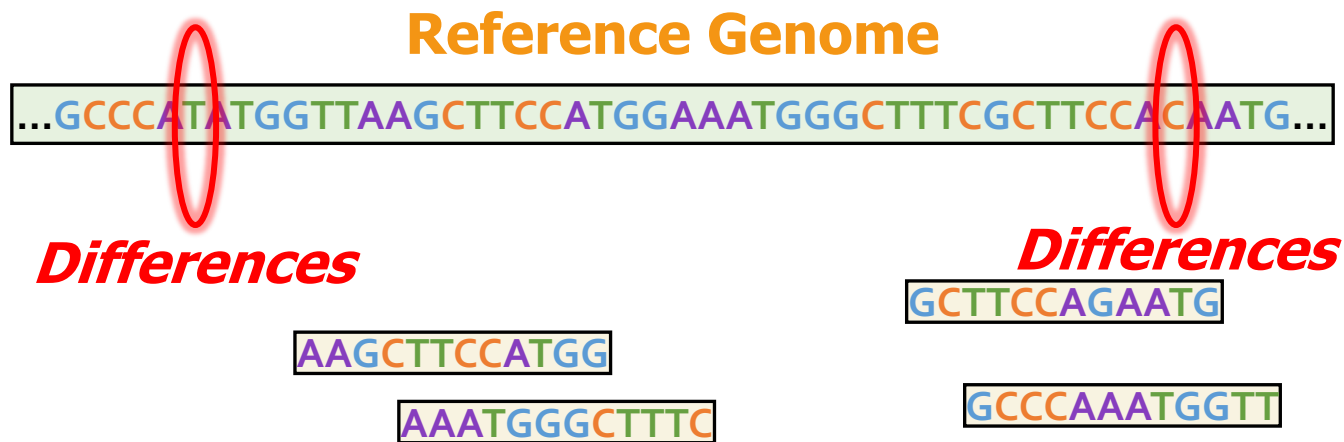 Reference Genome
...GCCCATATGGTTAAGCTTCCATGGAAATGGGCTTTCGCTTCCACAATG...
Differences
Differences
GCTTCCAGAATG
AAGCTTCCATGG
GCCCAAATGGTT
AAATGGGCTTTC